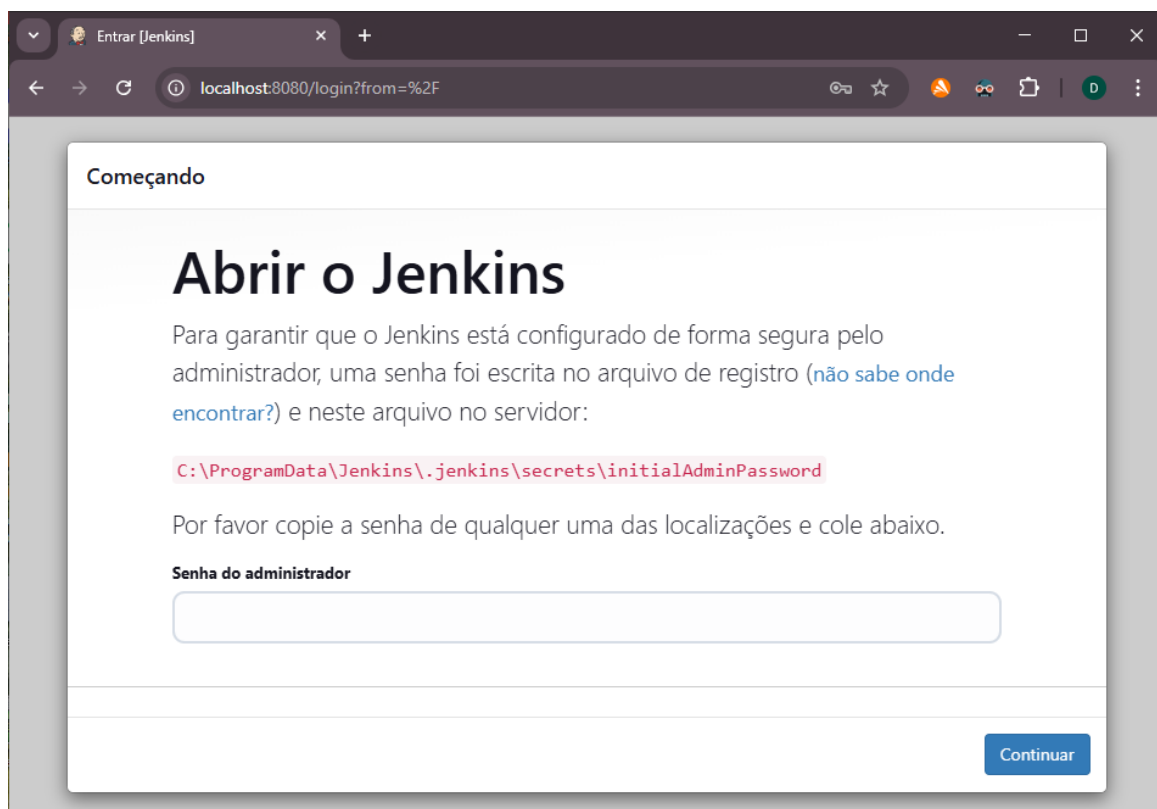 Entrar [Jenkins]
localhost:8080/login?from=%2F
D
Começando
Abrir o Jenkins
Para garantir que o Jenkins está configurado de forma segura pelo
administrador, uma senha foi escrita no arquivo de registro (não sabe onde
encontrar?) e neste arquivo no servidor:
C:\ProgramData\Jenkins\.jenkins\secrets\initialAdminPassword
Por favor copie a senha de qualquer uma das localizações e cole abaixo.
Senha do administrador
Continuar